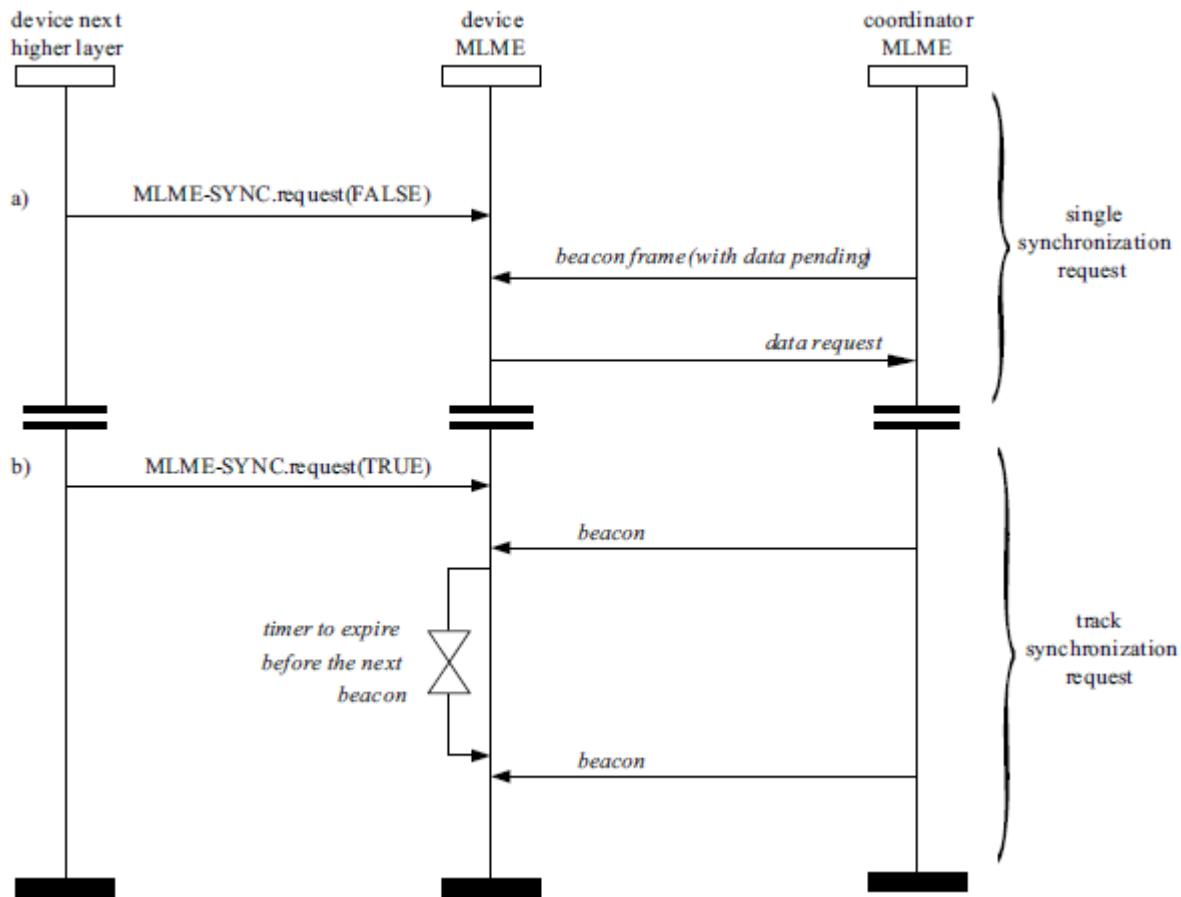 device next
higher layer
device
MLME
coordinator
MLME
a)
MLME-SYNC.request(FALSE)
beacon frame (with data pending)
data request
single
synchronization
request
b)
MLME-SYNC.request(TRUE)
beacon
timer to expire
before the next
beacon
beacon
track
synchronization
request